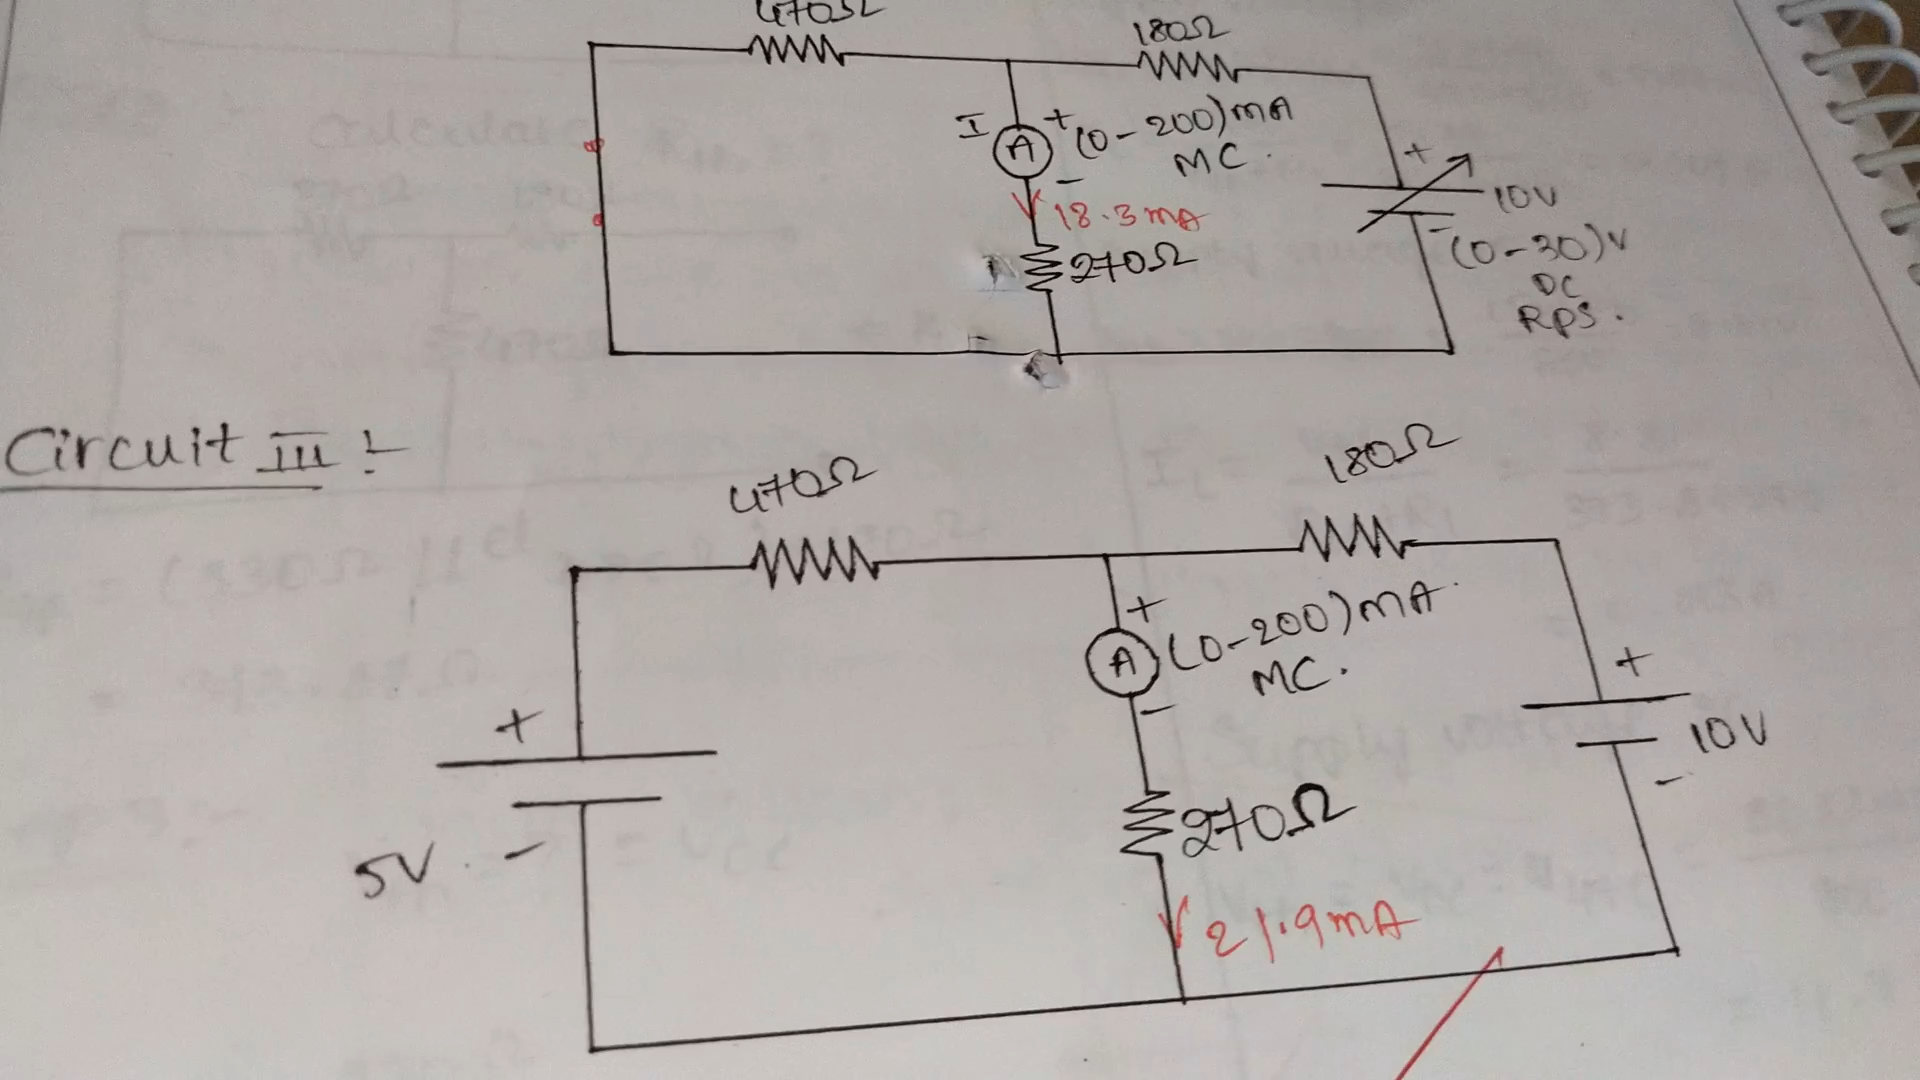 470Ω
180Ω
I
A
+
(0-200)mA
MC.
-
18.3mA
270Ω
+
10V
-
(0-30)V
DC
RPS.
Circuit III :-
470Ω
180Ω
+
A
(0-200)mA
MC.
-
+
10V
-
+
5V
-
270Ω
21.9mA